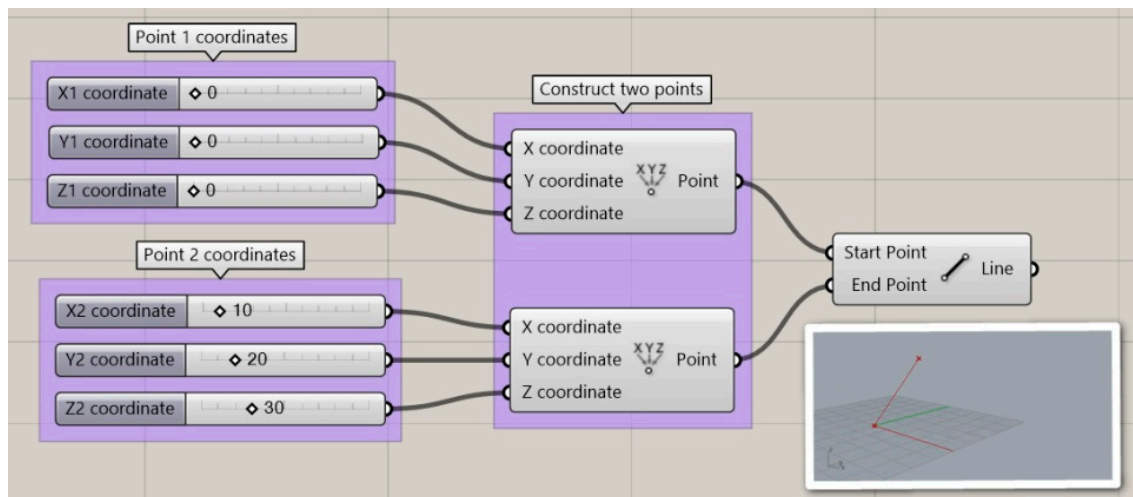 Point 1 coordinates
X1 coordinate 0
Y1 coordinate 0
Z1 coordinate 0
Construct two points
X coordinate
Y coordinate XYZ Point
Z coordinate
Point 2 coordinates
X2 coordinate 10
Y2 coordinate 20
Z2 coordinate 30
X coordinate
Y coordinate XYZ Point
Z coordinate
Start Point
End Point
Line